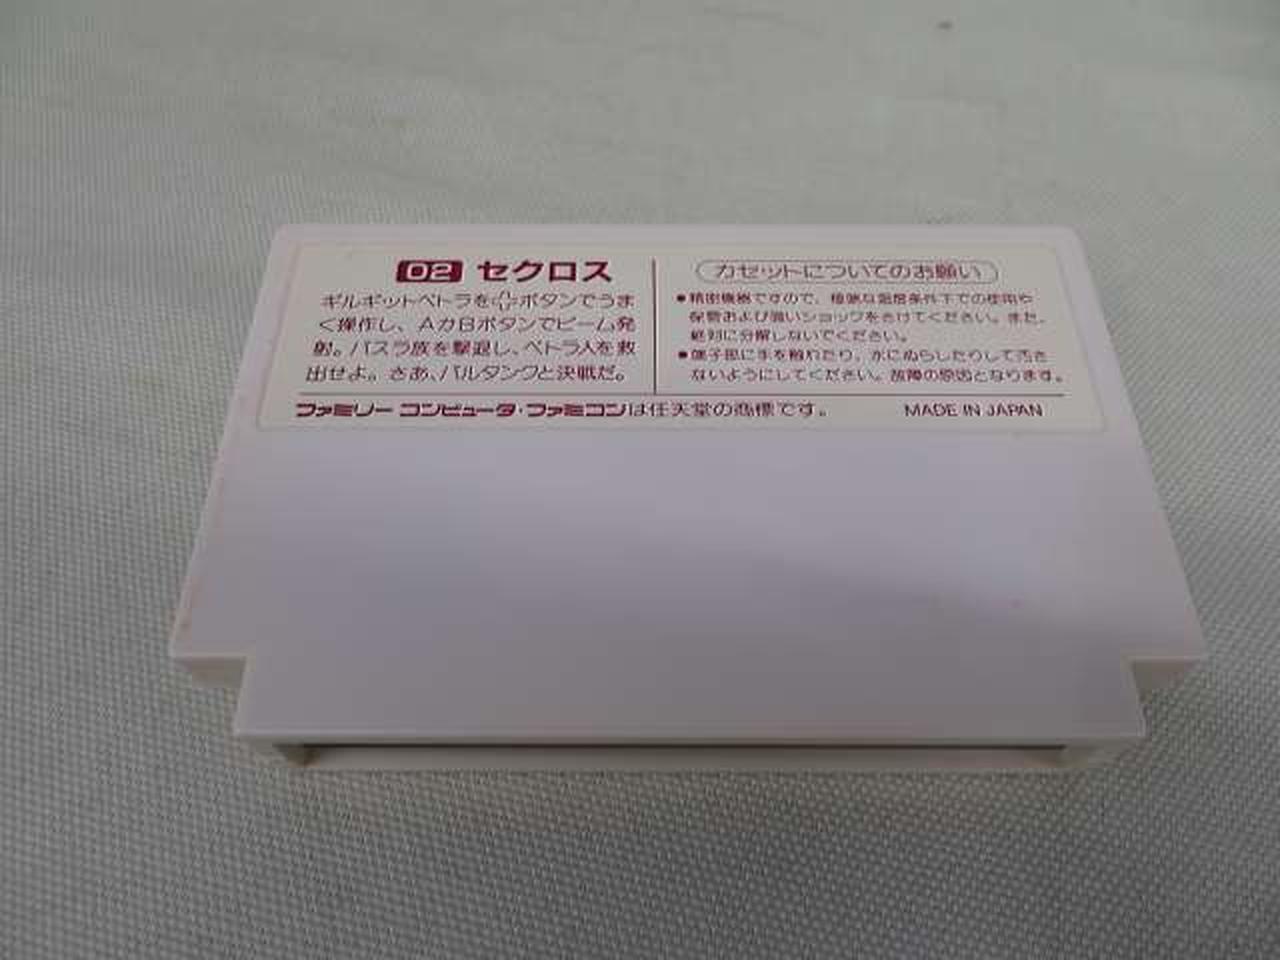 02 セクロス
ギルギットペトラを✛ボタンでうま
く操作し、AかBボタンでビーム発
射。バスラ族を撃退し、ペトラ人を救
出せよ。さあ、バルダンクと決戦だ。
カセットについてのお願い
●精密機器ですので、極端な温度条件下での使用や
保管および強いショックをさけてください。また、
絶対に分解しないでください。
●端子部に手を触れたり、水にぬらしたりして汚さ
ないようにしてください。故障の原因となります。
ファミリー コンピュータ・ファミコンは任天堂の商標です。
MADE IN JAPAN